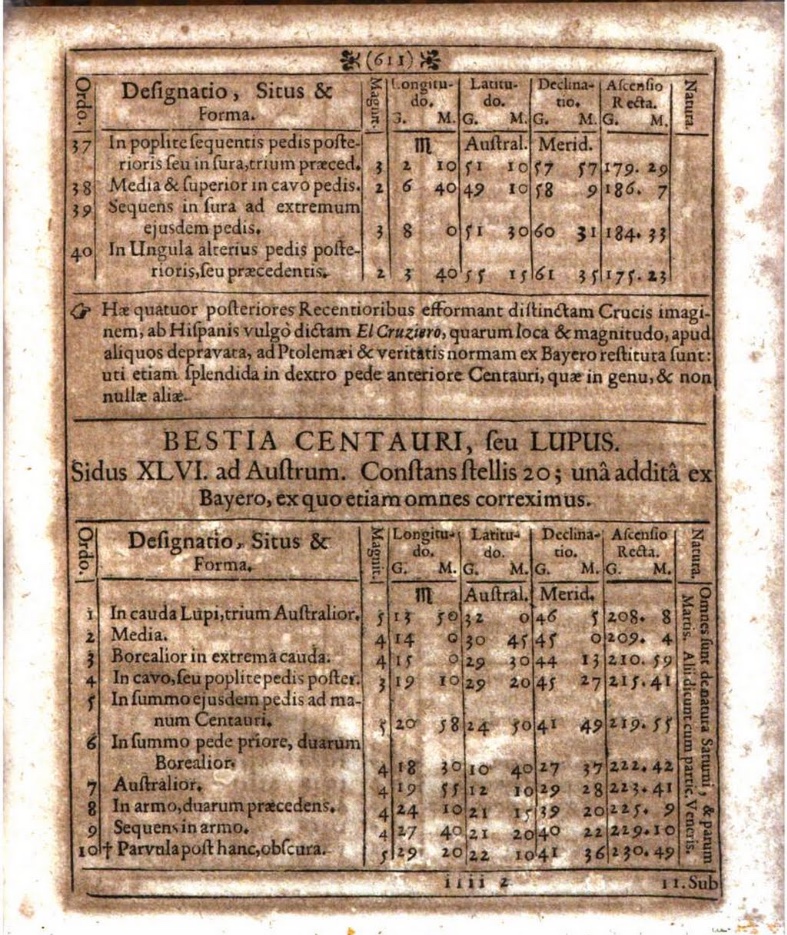 (611)
Ordo. Deſignatio, Situs & Forma. Magnit. Longitudo. G. M. Latitudo. G. M. Declinatio. G. M. Aſcenſio Recta. G. M. Natura.
♏ Auſtral. Merid.
37 In poplite ſequentis pedis poſte-
rioris ſeu in ſura, trium præced. 3 2 10 51 10 57 57 179. 29
38 Media & ſuperior in cavo pedis. 2 6 40 49 10 58 9 186. 7
39 Sequens in ſura ad extremum
ejuſdem pedis. 3 8 0 51 30 60 31 184. 33
40 In Ungula alterius pedis poſte-
rioris, ſeu præcedentis. 2 3 40 55 15 61 35 175. 23
☞ Hæ quatuor poſteriores Recentioribus efformant diſtinctam Crucis imagi-
nem, ab Hiſpanis vulgò dictam El Cruziero, quarum loca & magnitudo, apud
aliquos depravata, ad Ptolemæi & veritatis normam ex Bayero reſtituta ſunt:
uti etiam ſplendida in dextro pede anteriore Centauri, quæ in genu, & non
nullæ aliæ.
BESTIA CENTAURI, ſeu LUPUS.
Sidus XLVI. ad Auſtrum. Conſtans ſtellis 20; unâ additâ ex
Bayero, ex quo etiam omnes correximus.
Ordo. Deſignatio, Situs & Forma. Magnit. Longitudo. G. M. Latitudo. G. M. Declinatio. G. M. Aſcenſio Recta. G. M. Natura.
♏ Auſtral. Merid.
1 In cauda Lupi, trium Auſtralior. 5 13 50 32 0 46 5 208. 8
2 Media. 4 14 0 30 45 45 0 209. 4
3 Borealior in extremâ cauda. 4 15 0 29 30 44 13 210. 59
4 In cavo, ſeu poplite pedis poſter. 3 19 10 29 20 45 27 215. 41
5 In ſummo ejuſdem pedis ad ma-
num Centauri. 5 20 58 24 50 41 49 219. 55
6 In ſummo pede priore, duarum
Borealior. 4 18 30 10 40 27 37 222. 42
7 Auſtralior. 4 19 55 12 10 29 28 223. 41
8 In armo, duarum præcedens. 4 24 10 21 15 39 20 225. 9
9 Sequens in armo. 4 27 40 21 20 40 22 229. 10
10 † Parvula poſt hanc, obſcura. 5 29 20 22 10 41 36 230. 49
Omnes ſunt de natura Saturni, & parum
Martis. Alii dicunt cum partic. Veneris.
iiii 2 11. Sub